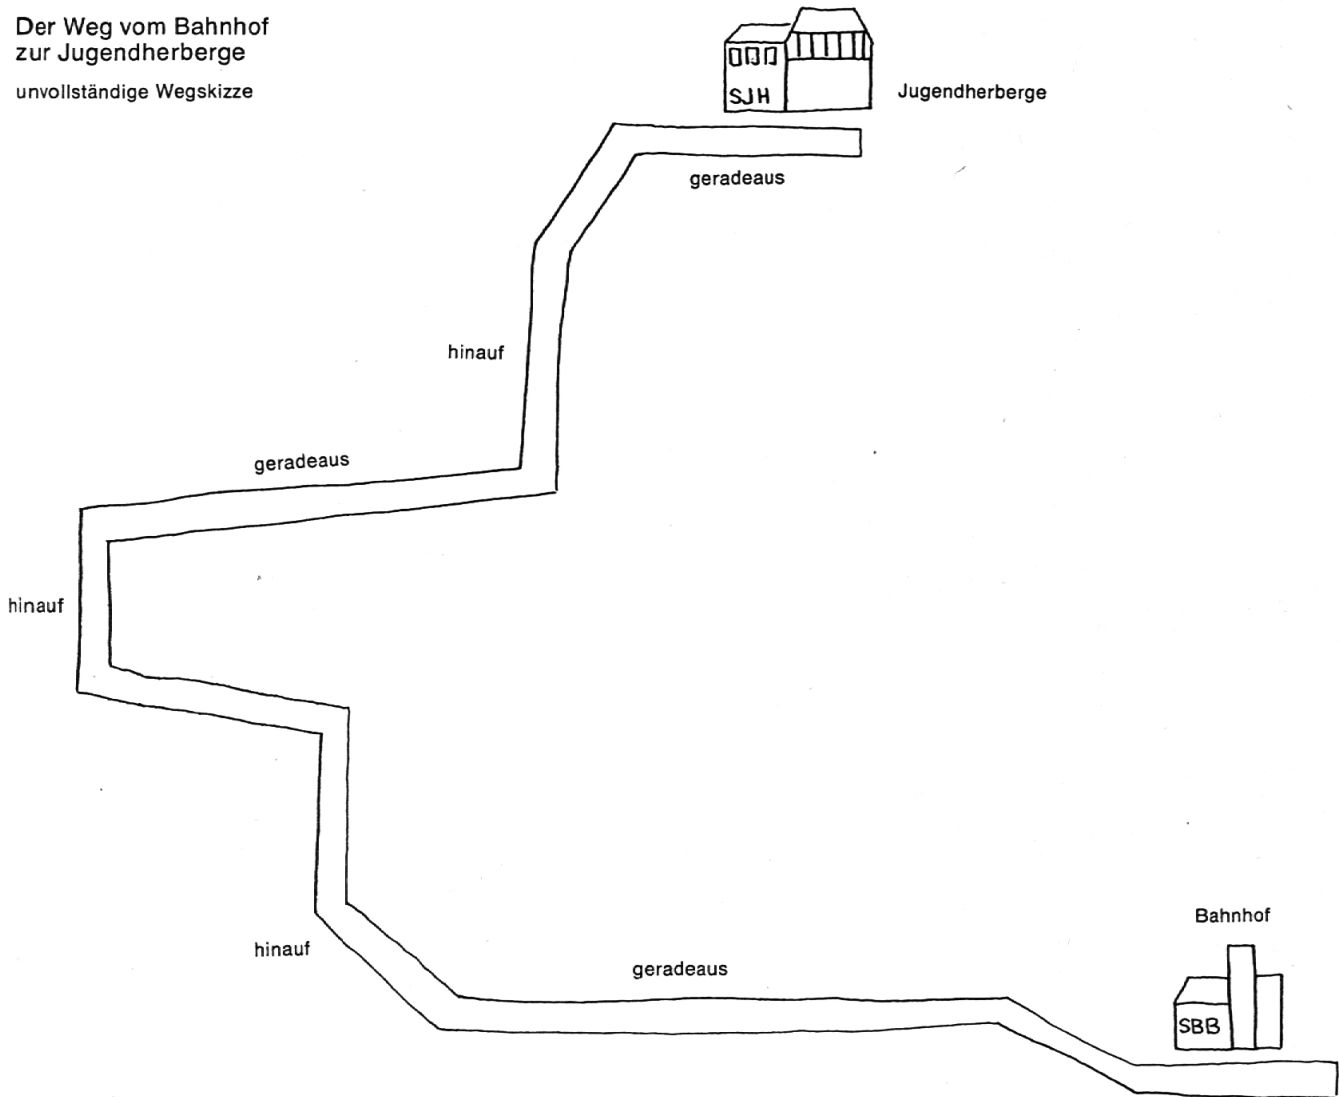 Der Weg vom Bahnhof
zur Jugendherberge
unvollständige Wegskizze
SJH
Jugendherberge
geradeaus
hinauf
geradeaus
hinauf
hinauf
geradeaus
Bahnhof
SBB